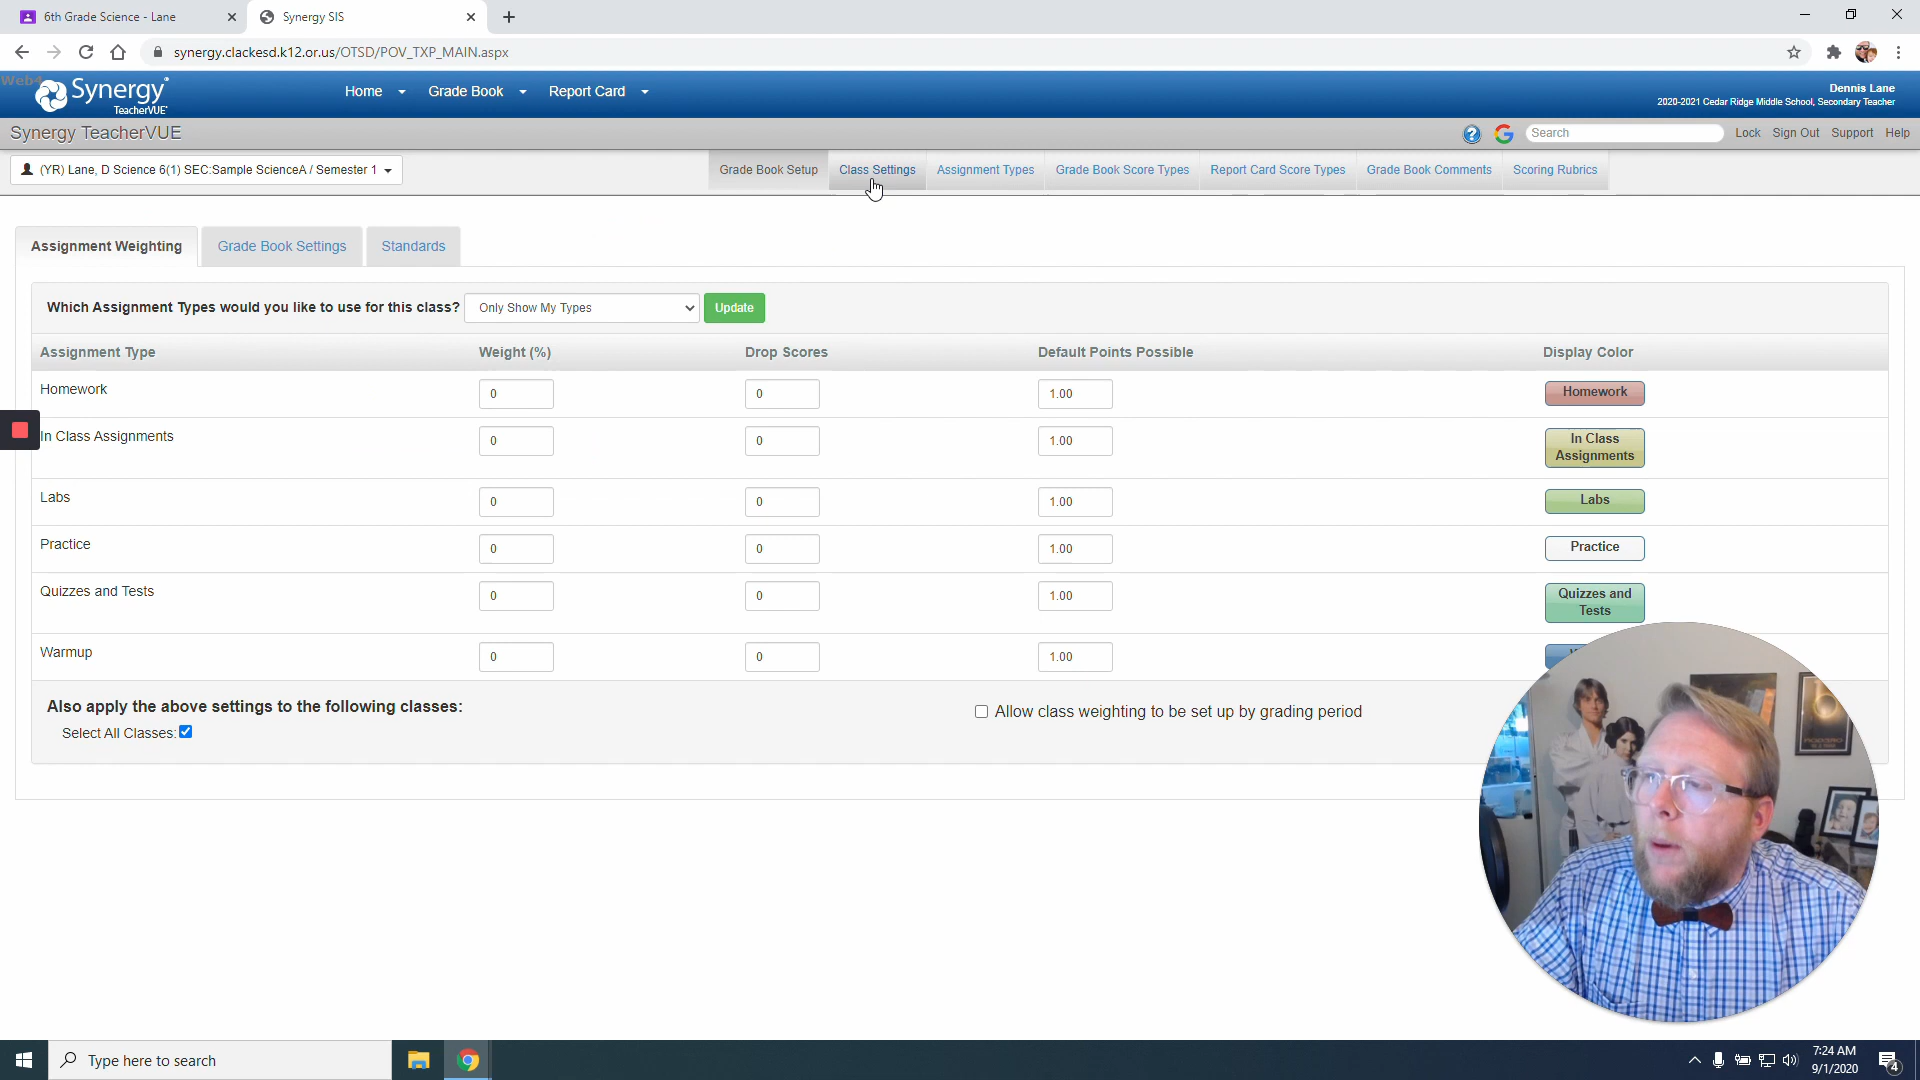 6th Grade Science - Lane
Synergy SIS
synergy.clackesd.k12.or.us/OTSD/POV_TXP_MAIN.aspx
Synergy
TeacherVUE
Home
Grade Book
Report Card
Dennis Lane
2020-2021 Cedar Ridge Middle School, Secondary Teacher
Synergy TeacherVUE
Search
Lock
Sign Out
Support
Help
(YR) Lane, D Science 6(1) SEC:Sample ScienceA / Semester 1
Grade Book Setup
Class Settings
Assignment Types
Grade Book Score Types
Report Card Score Types
Grade Book Comments
Scoring Rubrics
Assignment Weighting
Grade Book Settings
Standards
Which Assignment Types would you like to use for this class? Only Show My Types Update
Assignment Type Weight (%) Drop Scores Default Points Possible Display Color
Homework 0 0 1.00 Homework
In Class Assignments 0 0 1.00 In Class
Assignments
Labs 0 0 1.00 Labs
Practice 0 0 1.00 Practice
Quizzes and Tests 0 0 1.00 Quizzes and
Tests
Warmup 0 0 1.00
Also apply the above settings to the following classes:
Allow class weighting to be set up by grading period
Select All Classes:
Type here to search
7:24 AM
9/1/2020
4